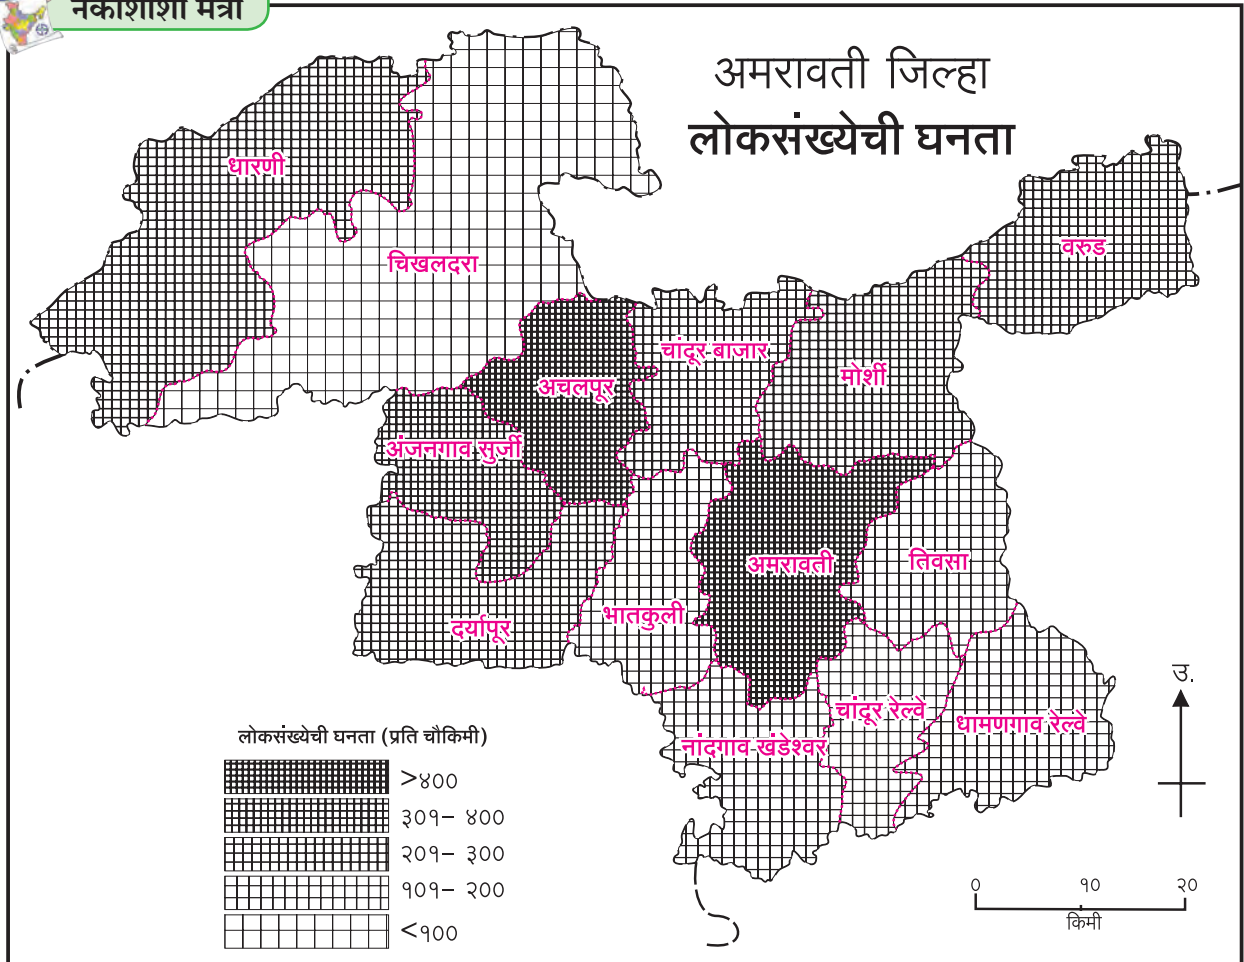 नकाशाशी मैत्री
अमरावती जिल्हा
लोकसंख्येची घनता
धारणी
चिखलदरा
वरुड
चांदूर बाजार
मोर्शी
अचलपूर
अंजनगाव सुर्जी
अमरावती
तिवसा
भातकुली
दर्यापूर
चांदूर रेल्वे
धामणगाव रेल्वे
नांदगाव खंडेश्वर
उ.
लोकसंख्येची घनता (प्रति चौकिमी)
>४००
३०१– ४००
२०१– ३००
१०१– २००
<१००
० १० २०
किमी